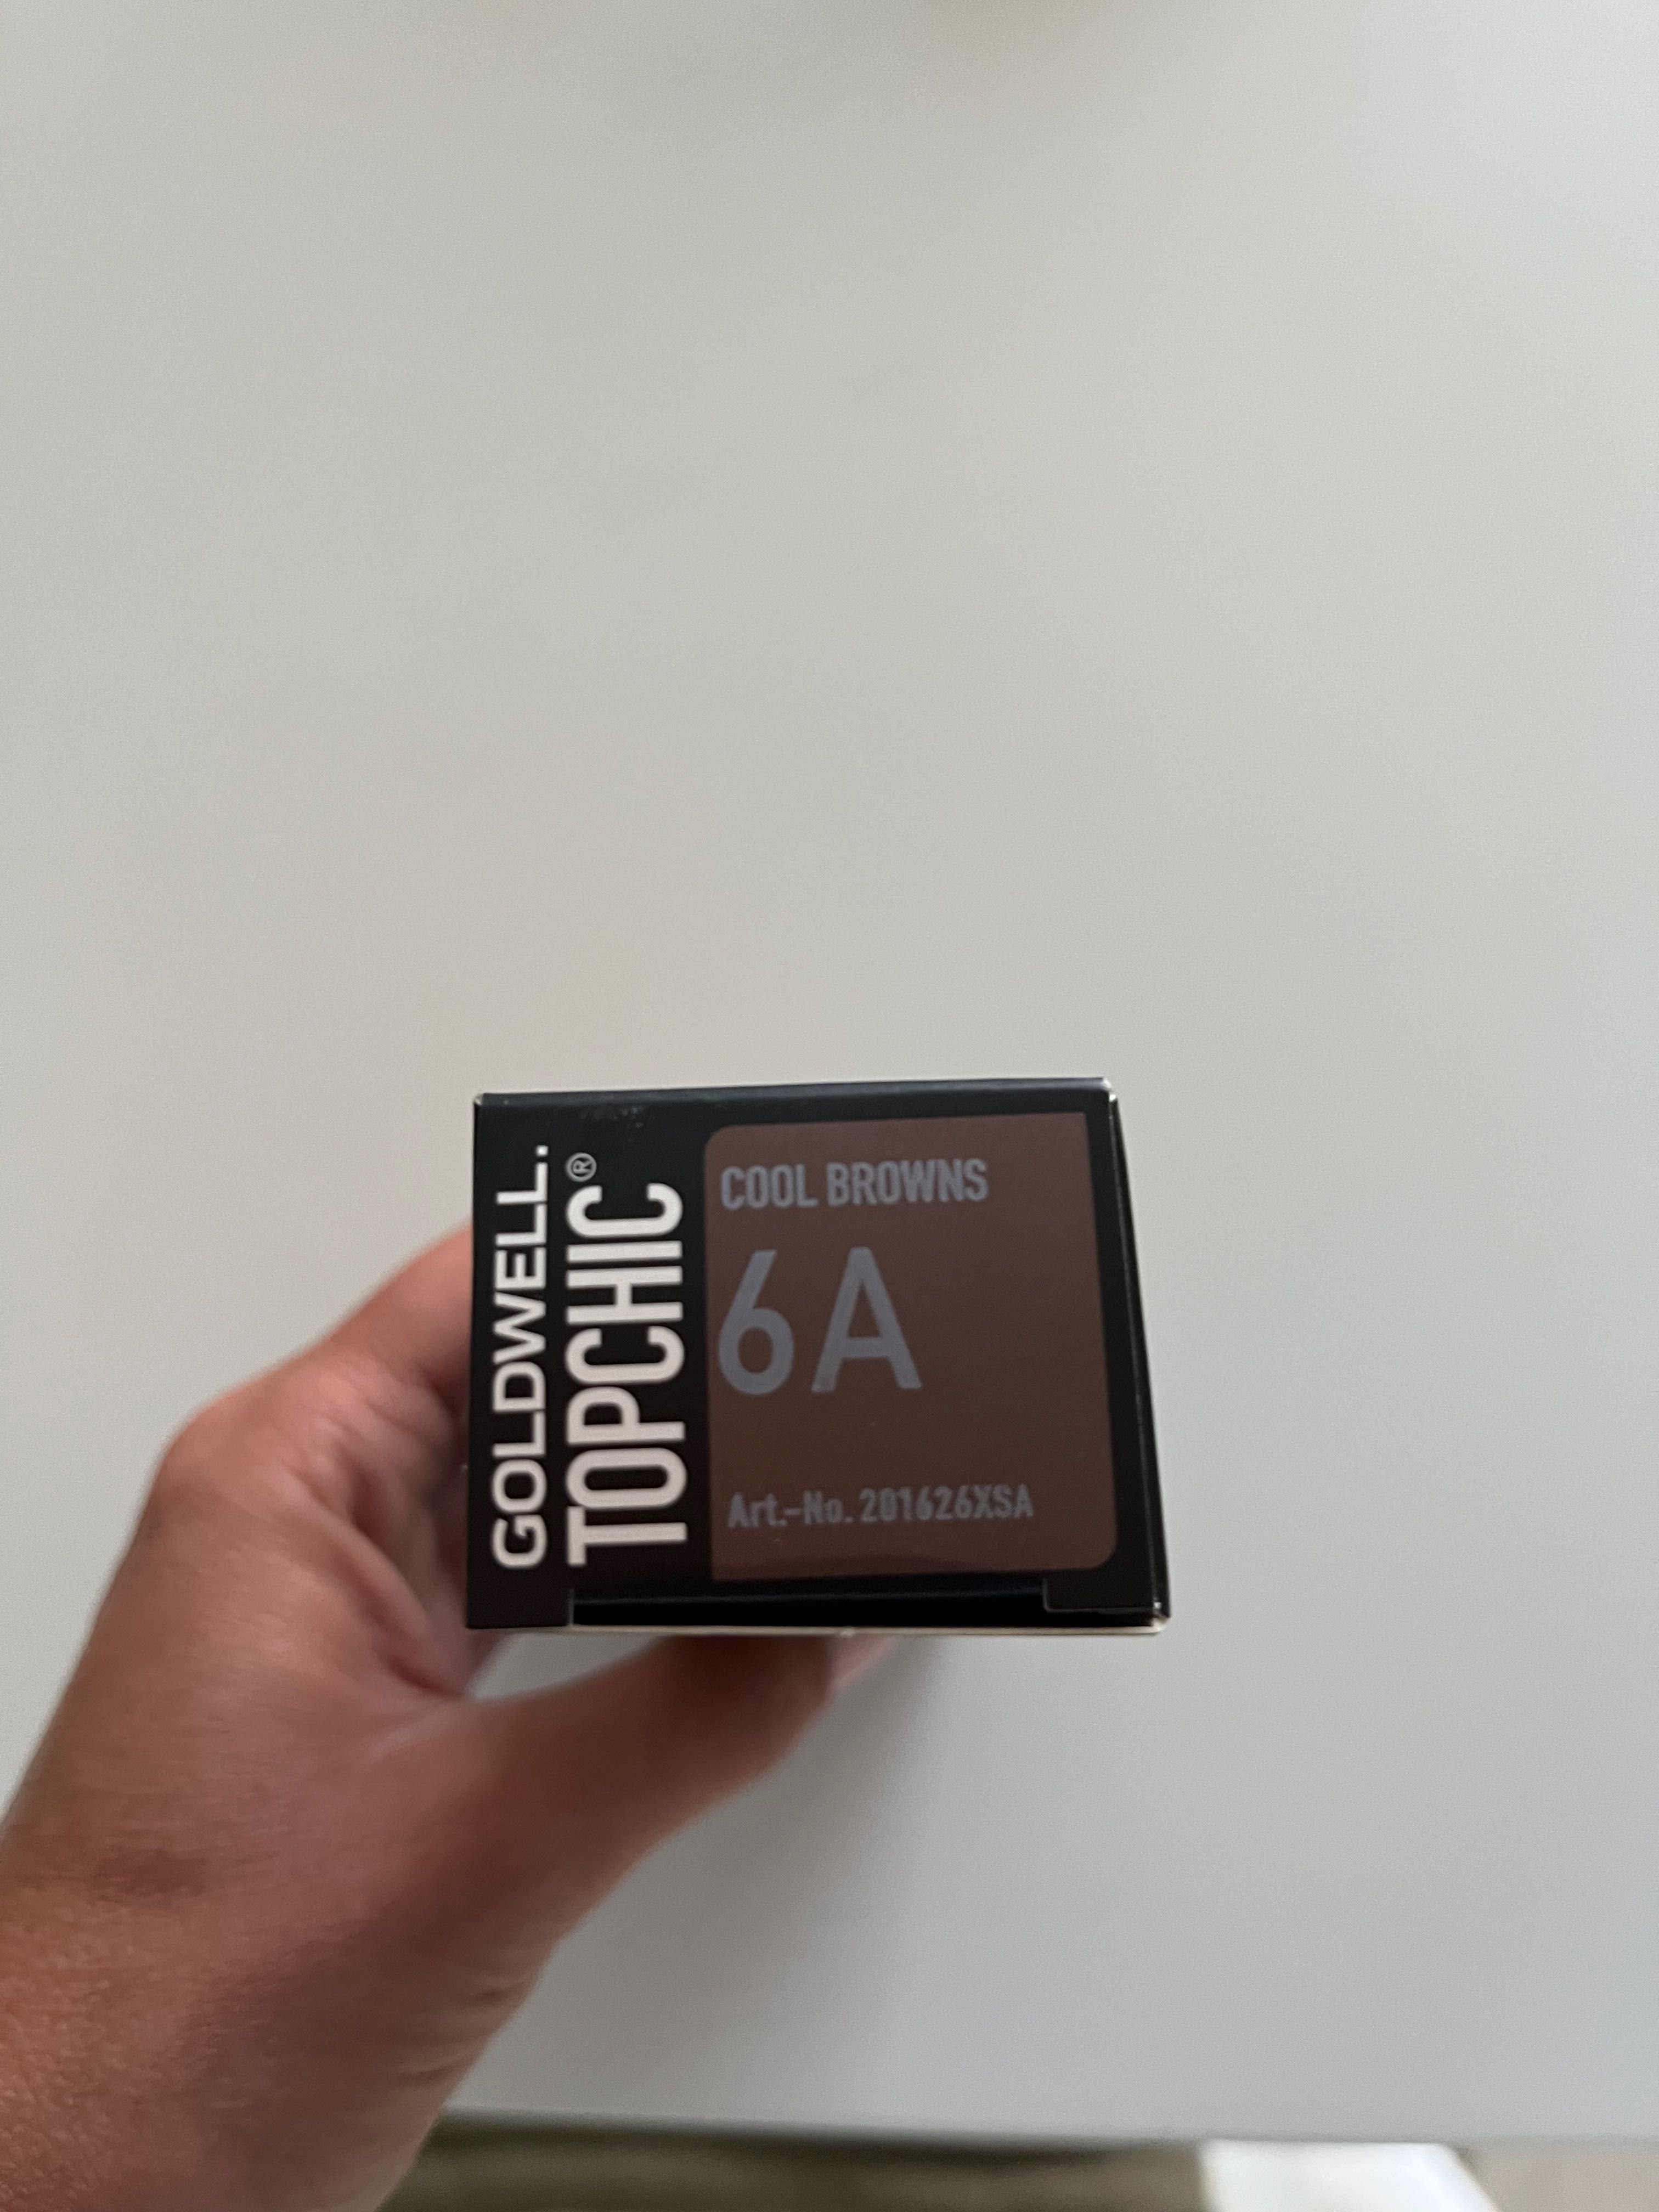 GOLDWELL.
TOPCHIC®
COOL BROWNS
6A
Art.-No. 201626XSA